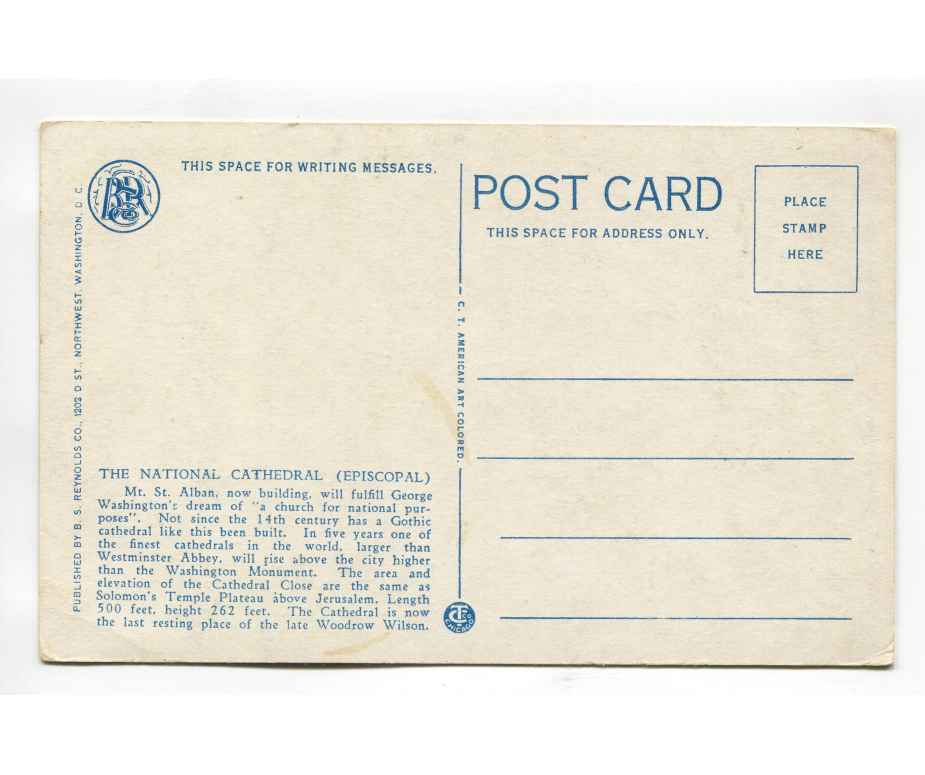 THIS SPACE FOR WRITING MESSAGES.
POST CARD
THIS SPACE FOR ADDRESS ONLY.
PLACE
STAMP
HERE
PUBLISHED BY B. S. REYNOLDS CO., 1202 D ST., NORTHWEST, WASHINGTON, D. C.
C. T. AMERICAN ART COLORED.
THE NATIONAL CATHEDRAL (EPISCOPAL)
Mt. St. Alban, now building, will fulfill George
Washington's dream of "a church for national pur-
poses". Not since the 14th century has a Gothic
cathedral like this been built. In five years one of
the finest cathedrals in the world, larger than
Westminster Abbey, will rise above the city higher
than the Washington Monument. The area and
elevation of the Cathedral Close are the same as
Solomon's Temple Plateau above Jerusalem. Length
500 feet, height 262 feet. The Cathedral is now
the last resting place of the late Woodrow Wilson.
CHICAGO